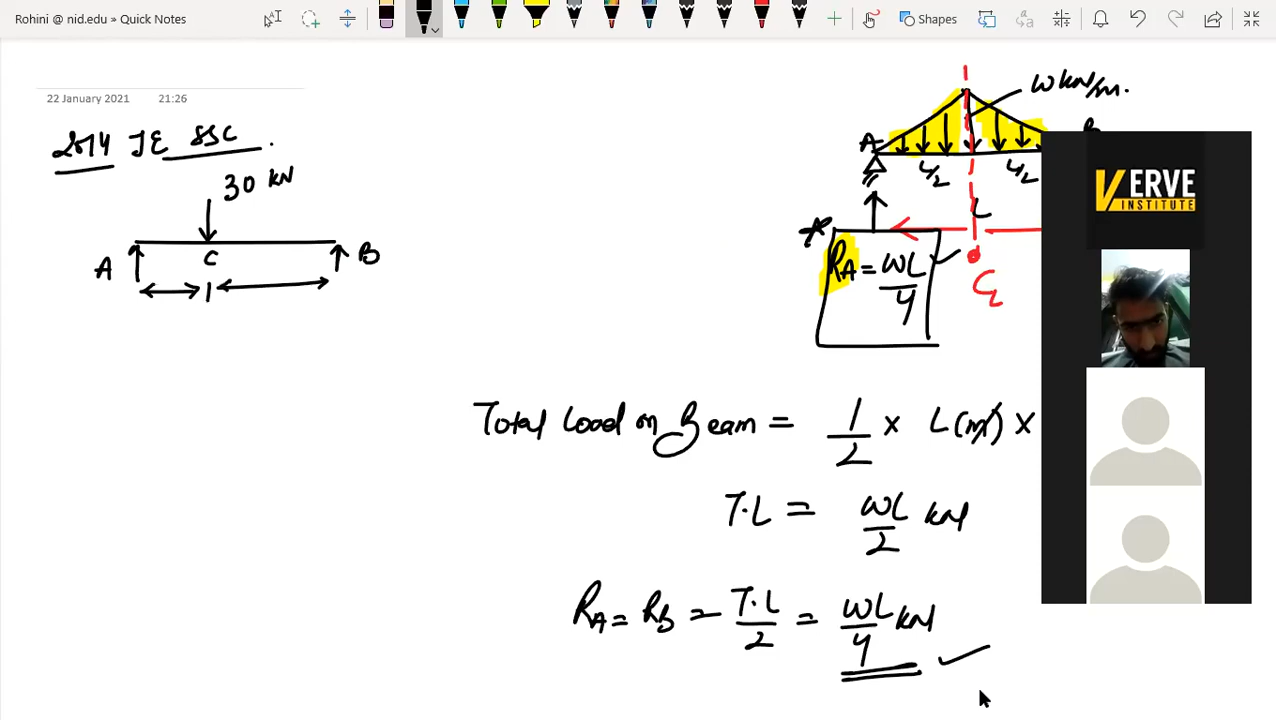 Rohini @ nid.edu » Quick Notes
Shapes
22 January 2021 21:26
2014 JE SSC.
30 kN
A
C
B
w kN/m.
A
L/2
L/2
L
RA = wL/4
CL
VERVE
INSTITUTE
Total Load on Beam = 1/2 × L(m) ×
T.L = wL/2 kN
RA = RB = T.L/2 = wL/4 kN